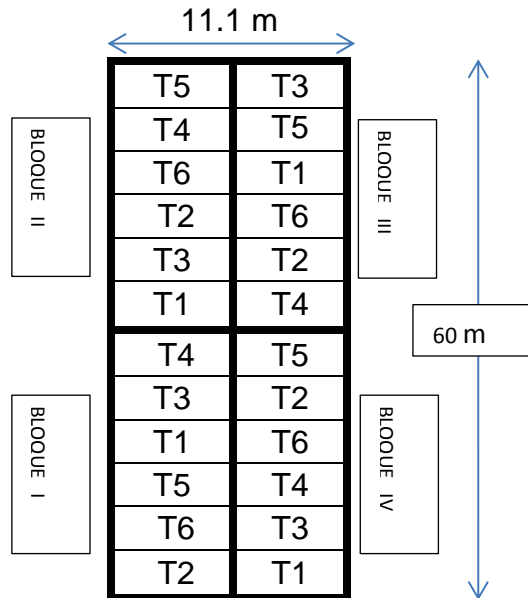 11.1 m
T5 T3
T4 T5
T6 T1
T2 T6
T3 T2
T1 T4
BLOQUE II
BLOQUE III
60 m
T4 T5
T3 T2
T1 T6
T5 T4
T6 T3
T2 T1
BLOQUE I
BLOQUE IV